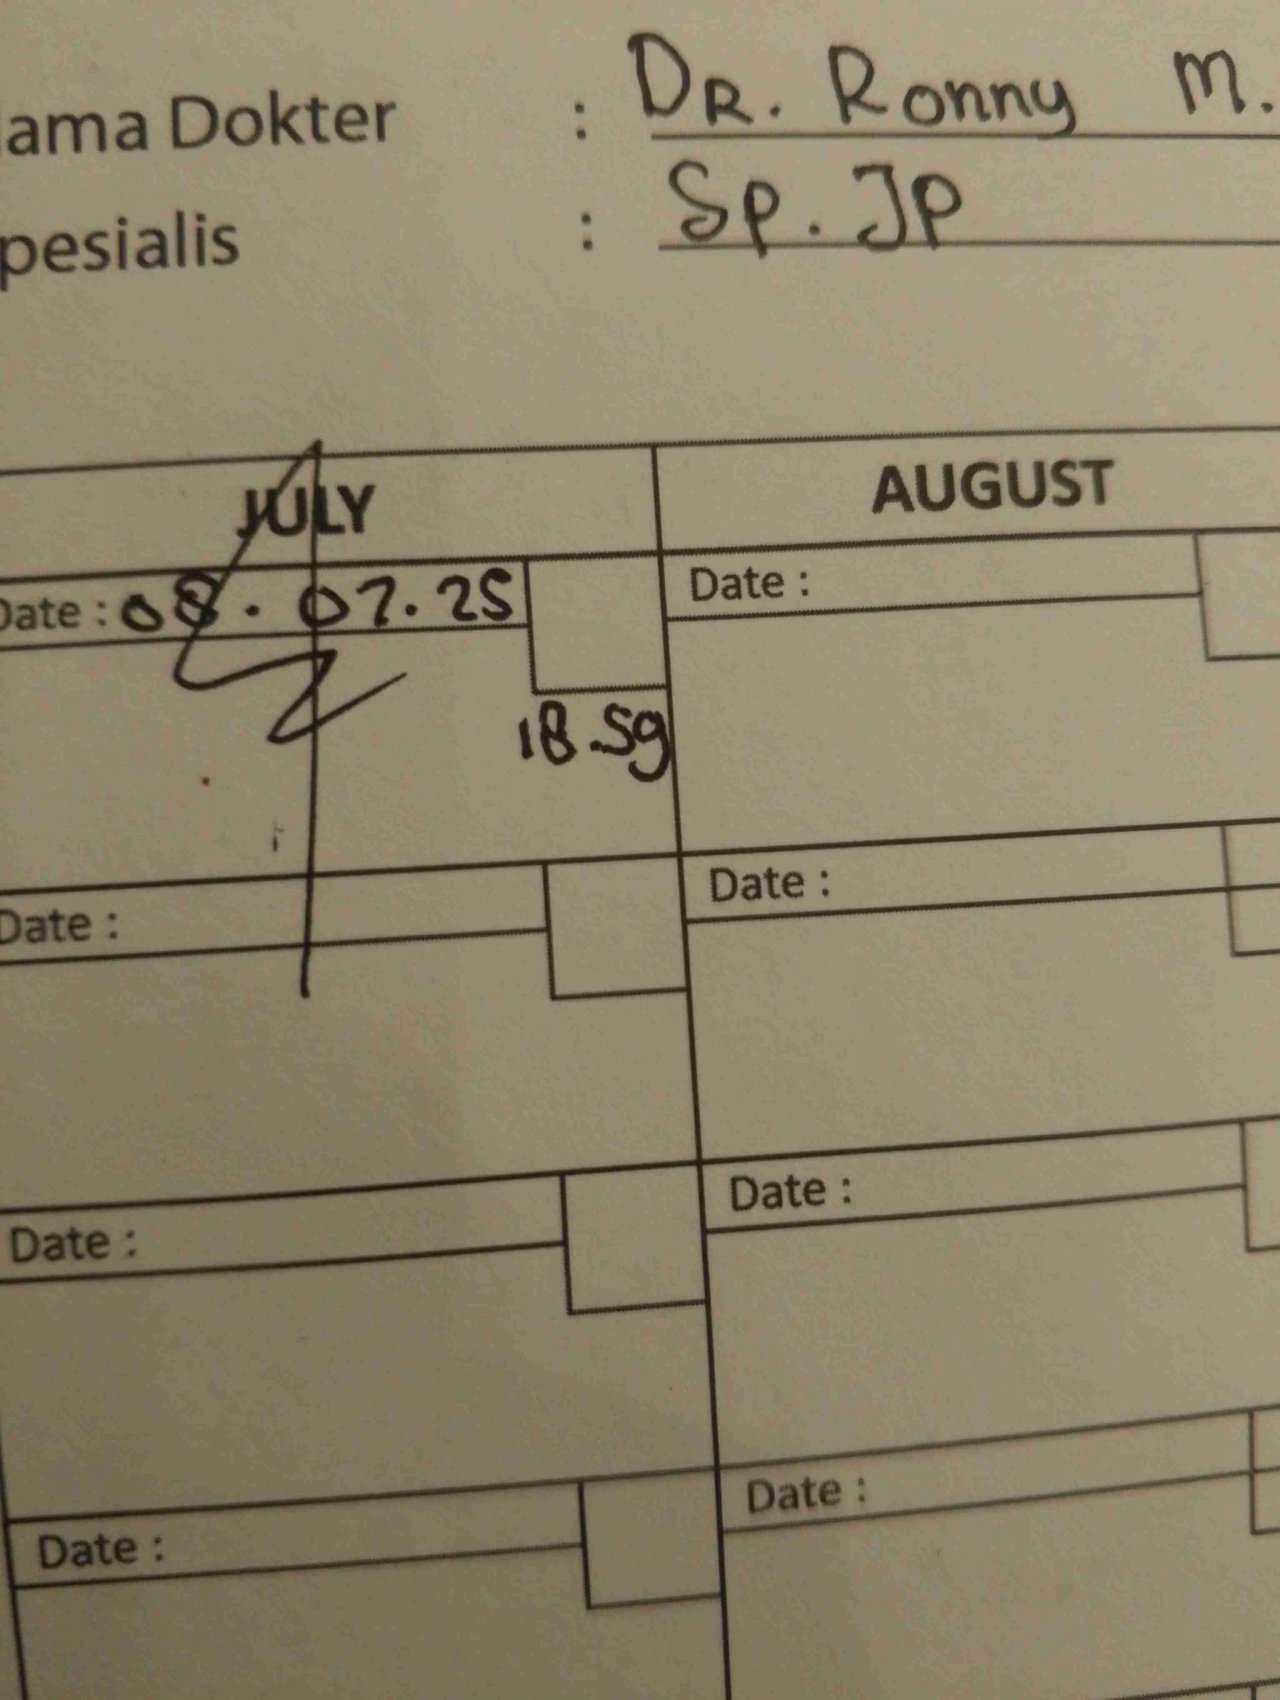 ama Dokter : DR. Ronny M.
pesialis : Sp. JP
JULY AUGUST
Date : 08. 07. 25 Date :
18.59
Date : Date :
Date : Date :
Date : Date :